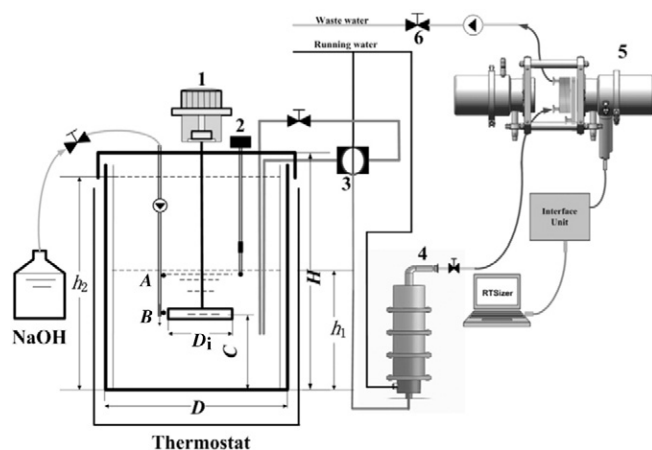 Waste water
6
Running water
5
1
2
3
4
Interface
Unit
RTSizer
NaOH
h2
A
B
Di
C
H
h1
D
Thermostat